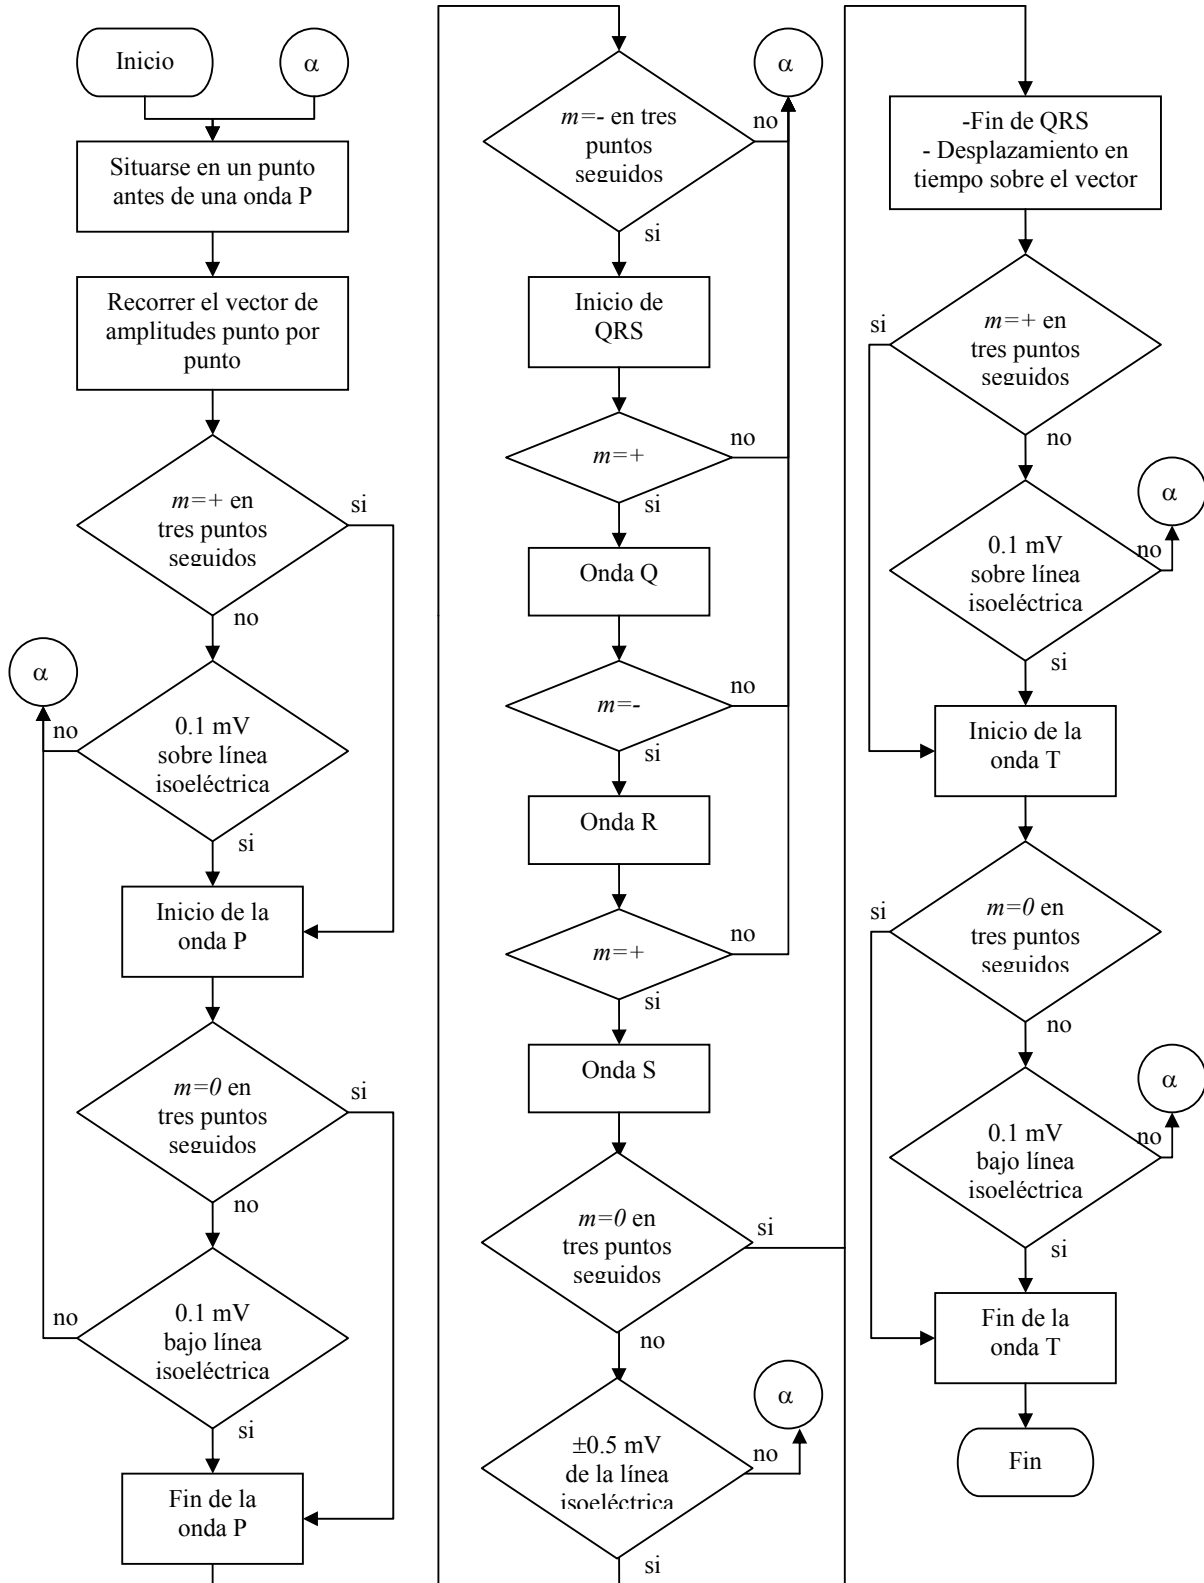 Inicio
α
Situarse en un punto
antes de una onda P
Recorrer el vector de
amplitudes punto por
punto
m=+ en
tres puntos
seguidos
si
no
α
0.1 mV
sobre línea
isoeléctrica
no
si
Inicio de la
onda P
m=0 en
tres puntos
seguidos
si
no
0.1 mV
bajo línea
isoeléctrica
no
si
Fin de la
onda P
α
m=- en tres
puntos
seguidos
no
si
Inicio de
QRS
m=+
no
si
Onda Q
m=-
no
si
Onda R
m=+
no
si
Onda S
m=0 en
tres puntos
seguidos
si
no
α
±0.5 mV
de la línea
isoeléctrica
no
si
-Fin de QRS
- Desplazamiento en
tiempo sobre el vector
m=+ en
tres puntos
seguidos
si
no
α
0.1 mV
sobre línea
isoeléctrica
no
si
Inicio de la
onda T
m=0 en
tres puntos
seguidos
si
no
α
0.1 mV
bajo línea
isoeléctrica
no
si
Fin de la
onda T
Fin